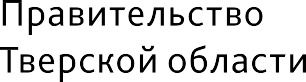 Правительство
Тверской области